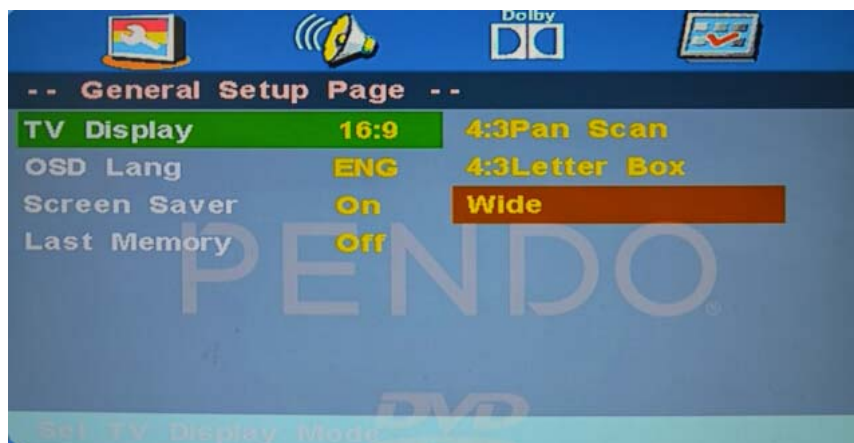 Dolby
-- General Setup Page --
TV Display 16:9 4:3Pan Scan
OSD Lang ENG 4:3Letter Box
Screen Saver On Wide
Last Memory Off
PENDO®
DVD
Set TV Display Mode